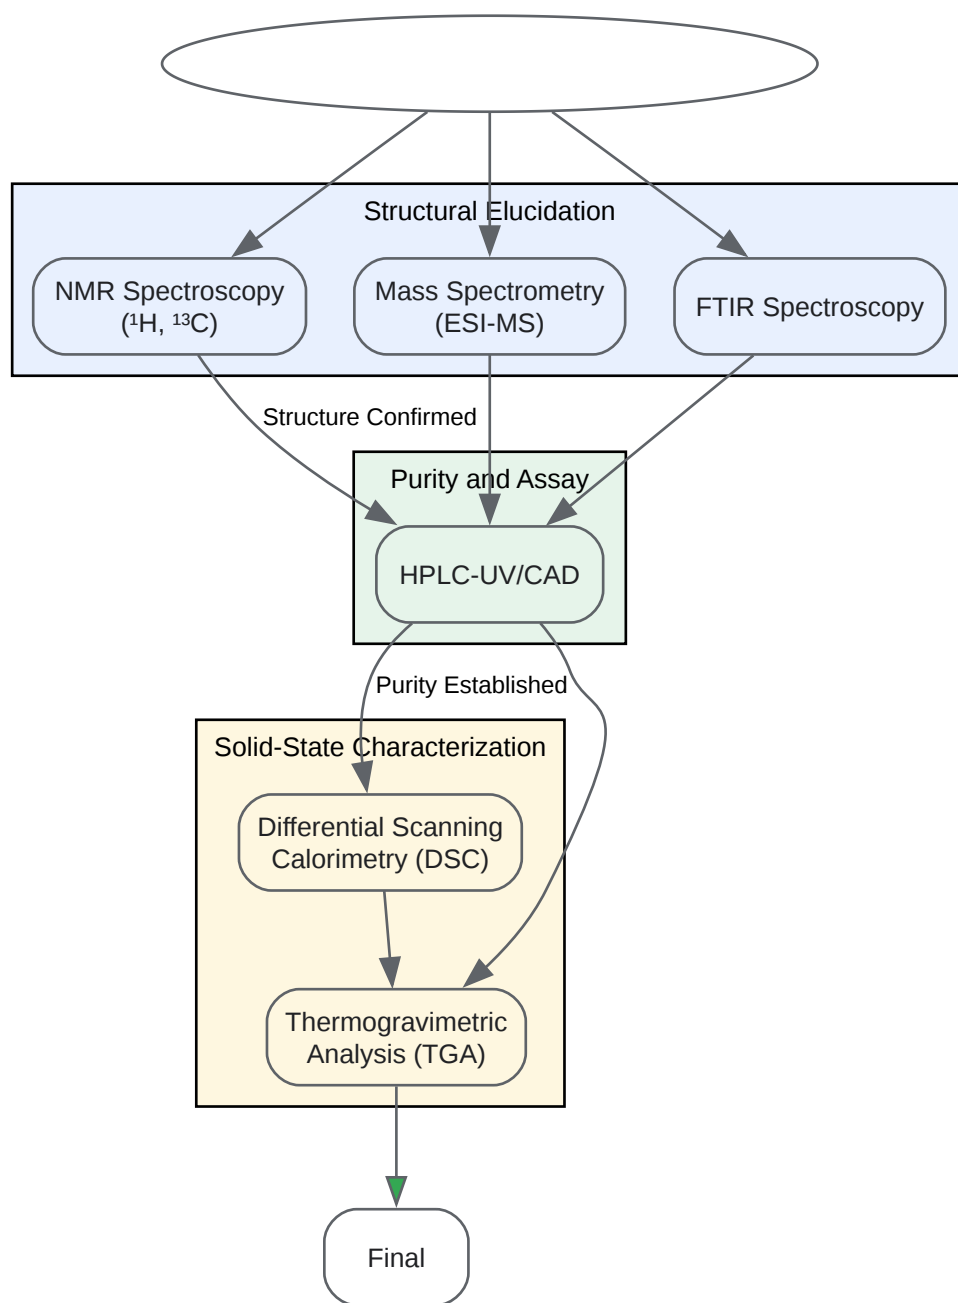 Structural Elucidation
NMR Spectroscopy
(¹H, ¹³C)
Mass Spectrometry
(ESI-MS)
FTIR Spectroscopy
Structure Confirmed
Purity and Assay
HPLC-UV/CAD
Purity Established
Solid-State Characterization
Differential Scanning
Calorimetry (DSC)
Thermogravimetric
Analysis (TGA)
Final